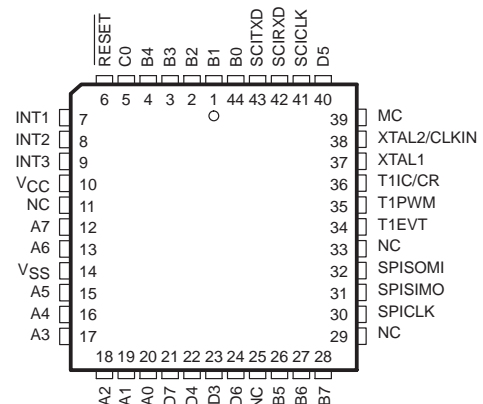 RESET
C0
B4
B3
B2
B1
B0
SCITXD
SCIRXD
SCICLK
D5
6 5 4 3 2 1 44 43 42 41 40
INT1 7
INT2 8
INT3 9
VCC 10
NC 11
A7 12
A6 13
VSS 14
A5 15
A4 16
A3 17
39 MC
38 XTAL2/CLKIN
37 XTAL1
36 T1IC/CR
35 T1PWM
34 T1EVT
33 NC
32 SPISOMI
31 SPISIMO
30 SPICLK
29 NC
18 19 20 21 22 23 24 25 26 27 28
A2
A1
A0
D7
D4
D3
D6
NC
B5
B6
B7